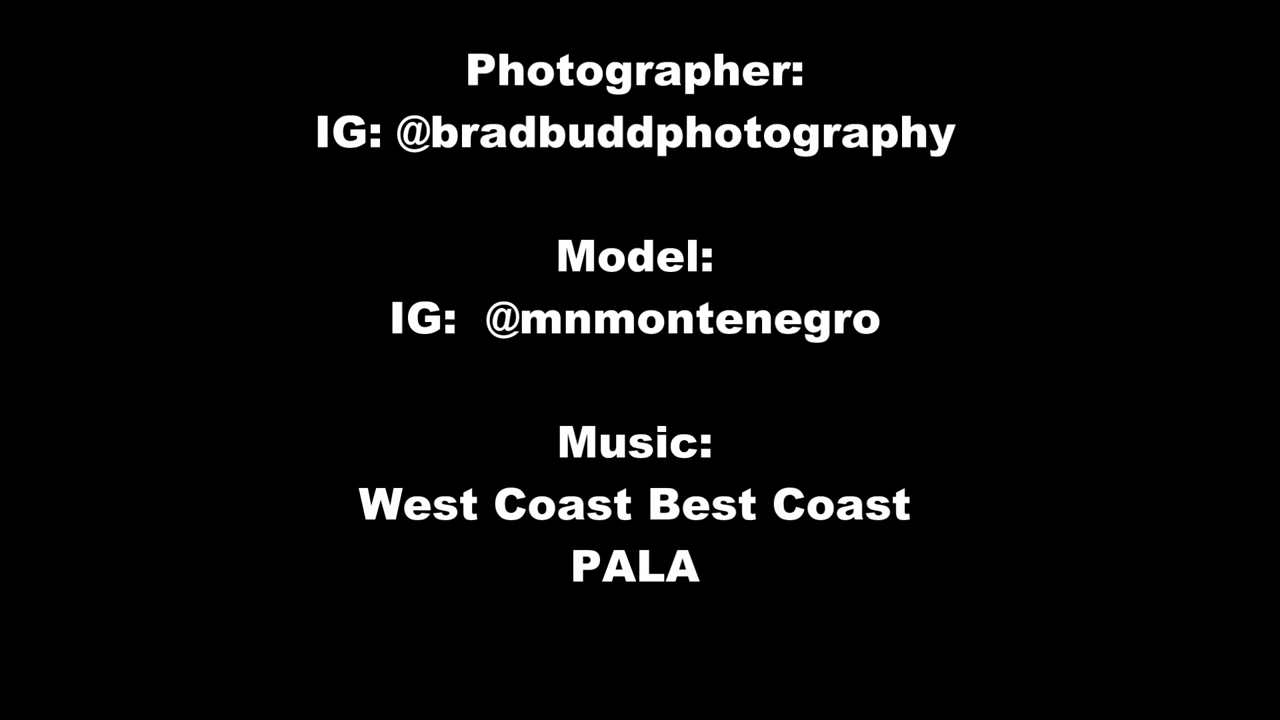 Photographer:
IG: @bradbuddphotography
Model:
IG:  @mnmontenegro
Music:
West Coast Best Coast
PALA